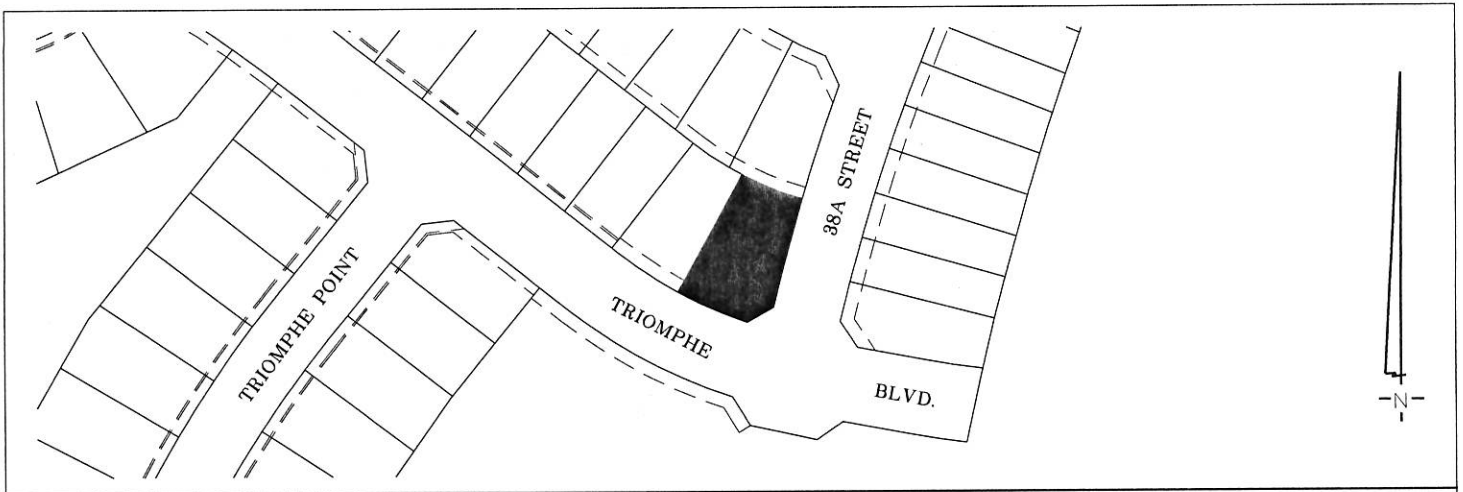 38A STREET
TRIOMPHE POINT
TRIOMPHE
BLVD.
N